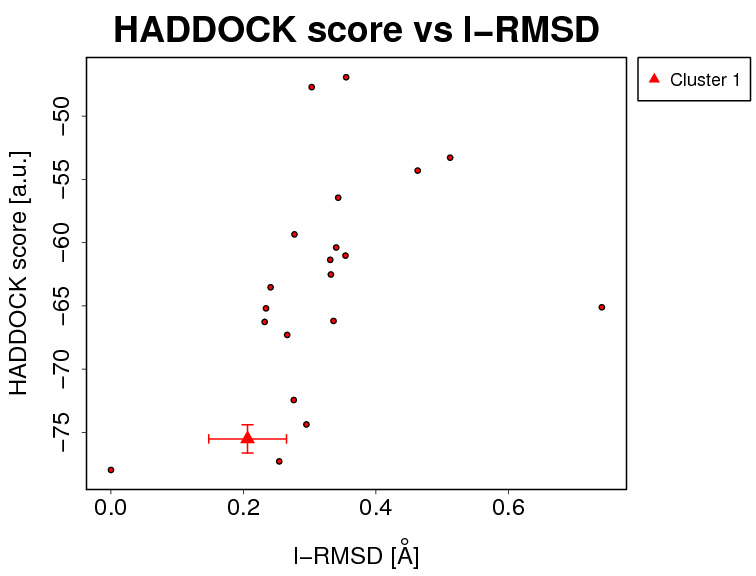 HADDOCK score vs I−RMSD
Cluster 1
HADDOCK score [a.u.]
−50
−55
−60
−65
−70
−75
0.0 0.2 0.4 0.6
I−RMSD [Å]